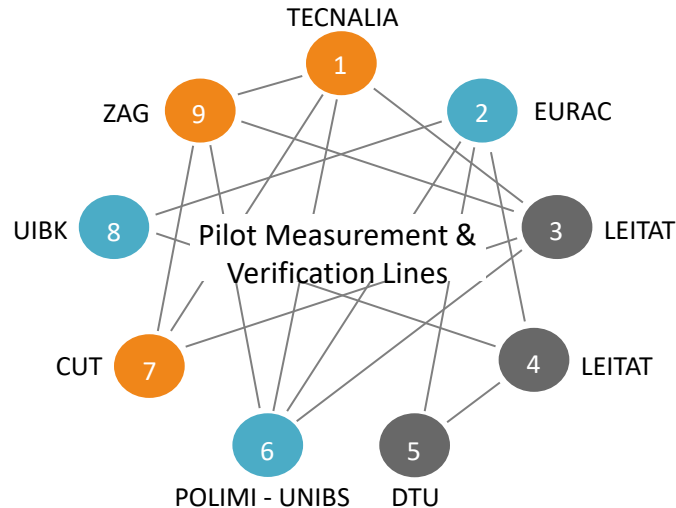 TECNALIA
1
ZAG 9
2 EURAC
UIBK 8
Pilot Measurement &
Verification Lines
3 LEITAT
CUT 7
4 LEITAT
6
5
POLIMI - UNIBS
DTU